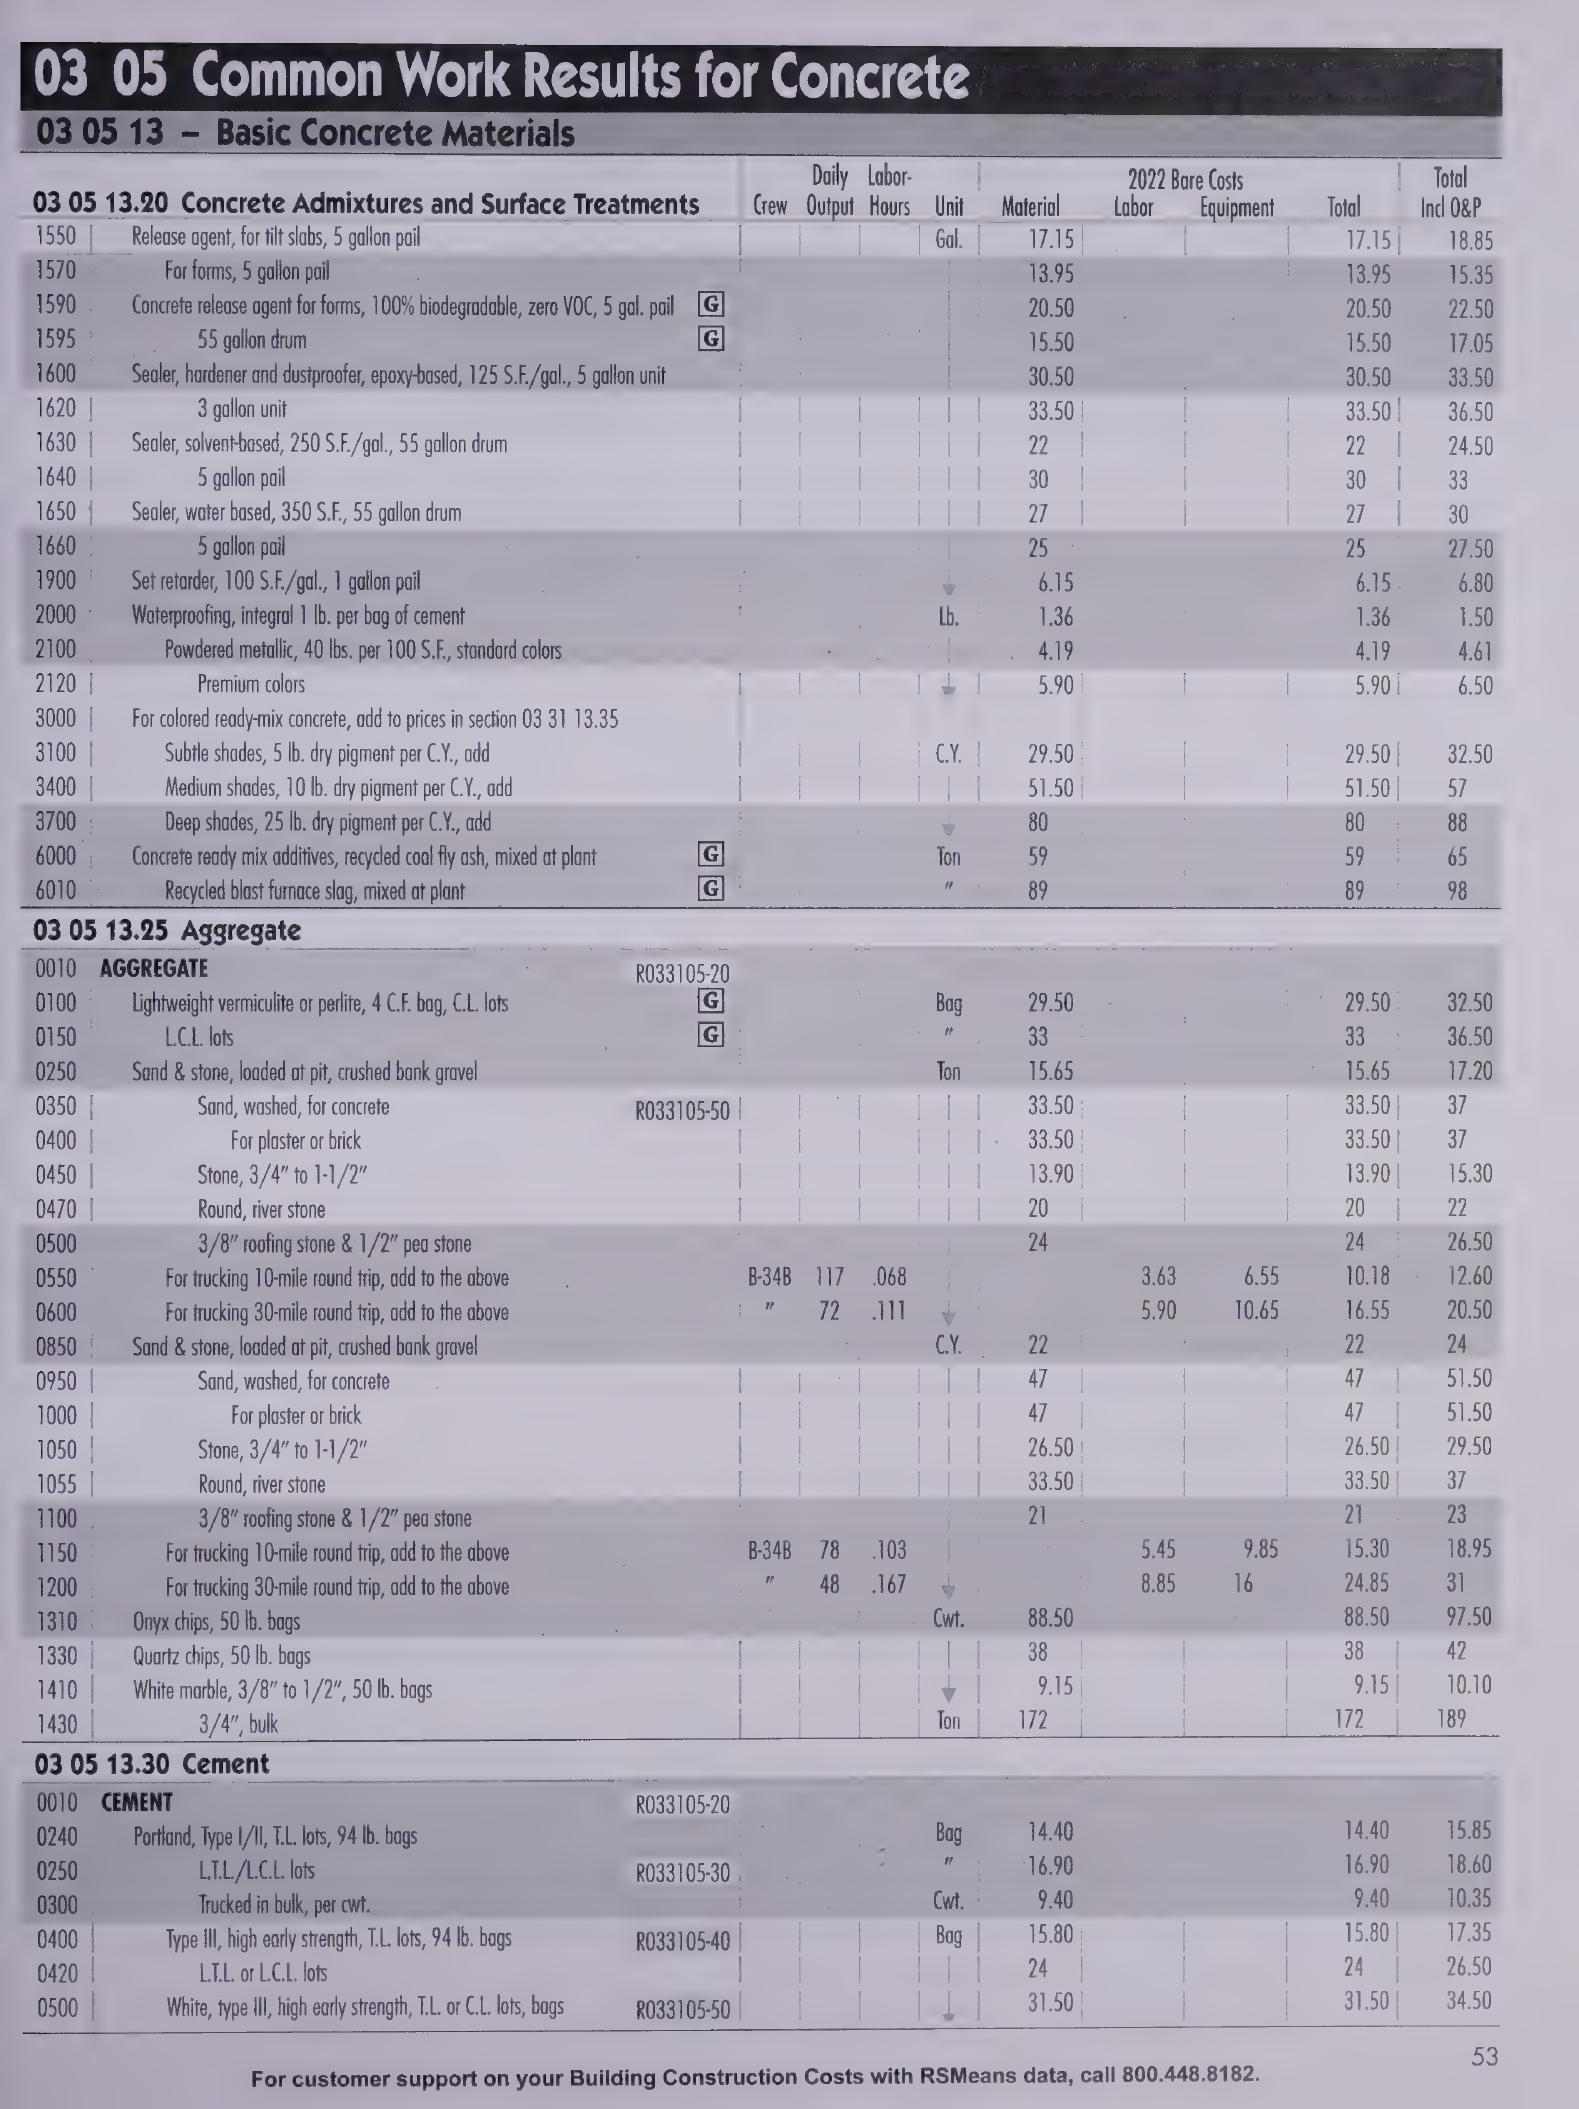 03 05 Common Work Results for Concrete
03 05 13 – Basic Concrete Materials
03 05 13.20 Concrete Admixtures and Surface Treatments Crew Daily Output Labor-Hours Unit Material 2022 Bare Costs Labor Equipment Total Total Incl O&P
1550 Release agent, for tilt slabs, 5 gallon pail Gal. 17.15 17.15 18.85
1570 For forms, 5 gallon pail 13.95 13.95 15.35
1590 Concrete release agent for forms, 100% biodegradable, zero VOC, 5 gal. pail G 20.50 20.50 22.50
1595 55 gallon drum G 15.50 15.50 17.05
1600 Sealer, hardener and dustproofer, epoxy-based, 125 S.F./gal., 5 gallon unit 30.50 30.50 33.50
1620 3 gallon unit 33.50 33.50 36.50
1630 Sealer, solvent-based, 250 S.F./gal., 55 gallon drum 22 22 24.50
1640 5 gallon pail 30 30 33
1650 Sealer, water based, 350 S.F., 55 gallon drum 27 27 30
1660 5 gallon pail 25 25 27.50
1900 Set retarder, 100 S.F./gal., 1 gallon pail 6.15 6.15 6.80
2000 Waterproofing, integral 1 lb. per bag of cement Lb. 1.36 1.36 1.50
2100 Powdered metallic, 40 lbs. per 100 S.F., standard colors 4.19 4.19 4.61
2120 Premium colors 5.90 5.90 6.50
3000 For colored ready-mix concrete, add to prices in section 03 31 13.35
3100 Subtle shades, 5 lb. dry pigment per C.Y., add C.Y. 29.50 29.50 32.50
3400 Medium shades, 10 lb. dry pigment per C.Y., add 51.50 51.50 57
3700 Deep shades, 25 lb. dry pigment per C.Y., add 80 80 88
6000 Concrete ready mix additives, recycled coal fly ash, mixed at plant G Ton 59 59 65
6010 Recycled blast furnace slag, mixed at plant G " 89 89 98
03 05 13.25 Aggregate
0010 AGGREGATE R033105-20
0100 Lightweight vermiculite or perlite, 4 C.F. bag, C.L. lots G Bag 29.50 29.50 32.50
0150 L.C.L. lots G " 33 33 36.50
0250 Sand & stone, loaded at pit, crushed bank gravel Ton 15.65 15.65 17.20
0350 Sand, washed, for concrete R033105-50 33.50 33.50 37
0400 For plaster or brick 33.50 33.50 37
0450 Stone, 3/4" to 1-1/2" 13.90 13.90 15.30
0470 Round, river stone 20 20 22
0500 3/8" roofing stone & 1/2" pea stone 24 24 26.50
0550 For trucking 10-mile round trip, add to the above B-34B 117 .068 3.63 6.55 10.18 12.60
0600 For trucking 30-mile round trip, add to the above " 72 .111 5.90 10.65 16.55 20.50
0850 Sand & stone, loaded at pit, crushed bank gravel C.Y. 22 22 24
0950 Sand, washed, for concrete 47 47 51.50
1000 For plaster or brick 47 47 51.50
1050 Stone, 3/4" to 1-1/2" 26.50 26.50 29.50
1055 Round, river stone 33.50 33.50 37
1100 3/8" roofing stone & 1/2" pea stone 21 21 23
1150 For trucking 10-mile round trip, add to the above B-34B 78 .103 5.45 9.85 15.30 18.95
1200 For trucking 30-mile round trip, add to the above " 48 .167 8.85 16 24.85 31
1310 Onyx chips, 50 lb. bags Cwt. 88.50 88.50 97.50
1330 Quartz chips, 50 lb. bags 38 38 42
1410 White marble, 3/8" to 1/2", 50 lb. bags 9.15 9.15 10.10
1430 3/4", bulk Ton 172 172 189
03 05 13.30 Cement
0010 CEMENT R033105-20
0240 Portland, Type I/II, T.L. lots, 94 lb. bags Bag 14.40 14.40 15.85
0250 L.T.L./L.C.L. lots R033105-30 " 16.90 16.90 18.60
0300 Trucked in bulk, per cwt. Cwt. 9.40 9.40 10.35
0400 Type III, high early strength, T.L. lots, 94 lb. bags R033105-40 Bag 15.80 15.80 17.35
0420 L.T.L. or L.C.L. lots 24 24 26.50
0500 White, type III, high early strength, T.L. or C.L. lots, bags R033105-50 31.50 31.50 34.50
53
For customer support on your Building Construction Costs with RSMeans data, call 800.448.8182.